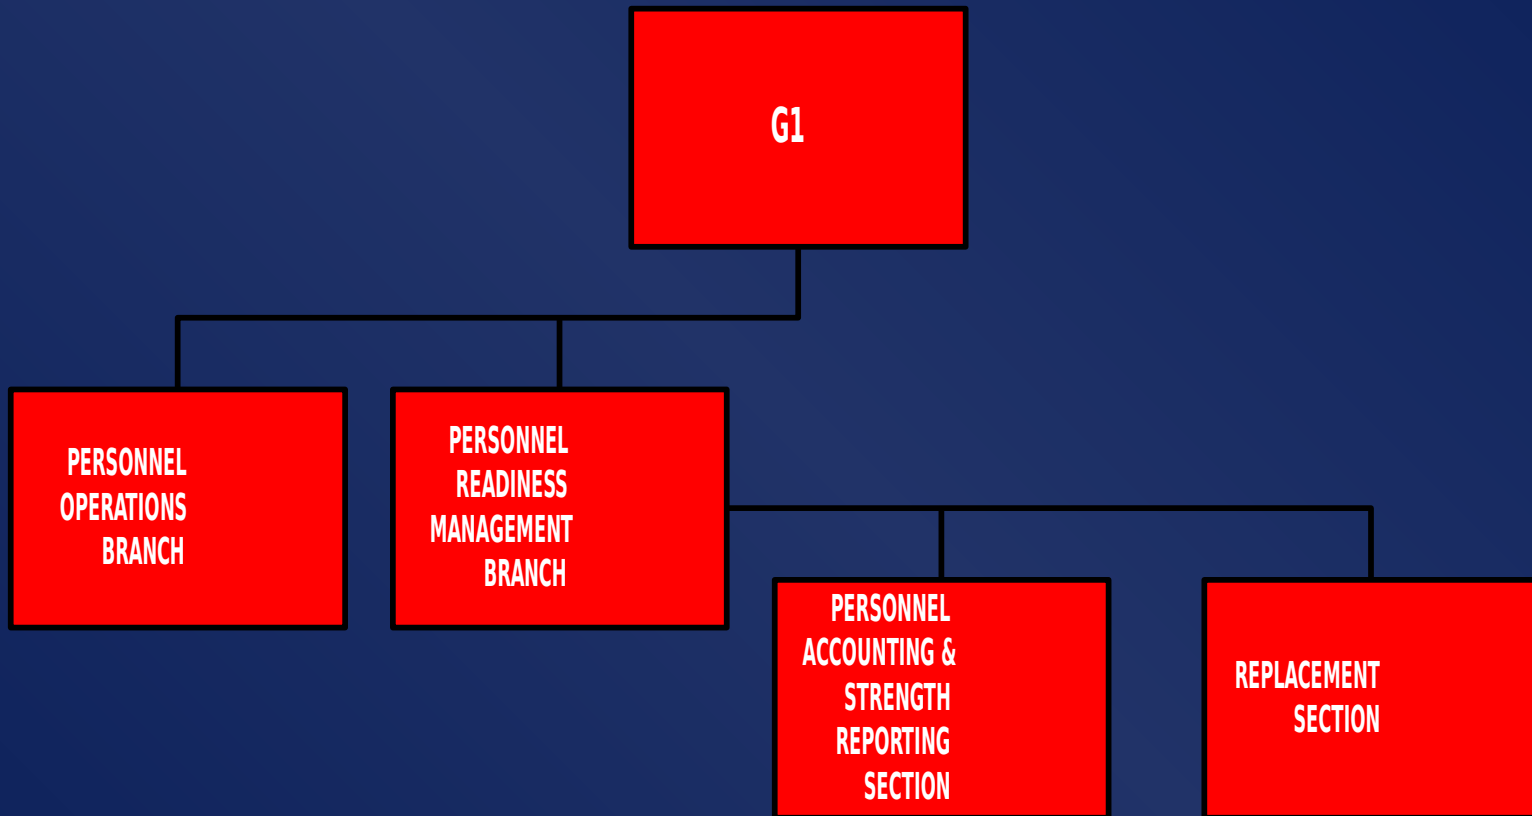 G1
PERSONNEL
OPERATIONS
BRANCH
PERSONNEL
READINESS
MANAGEMENT
BRANCH
PERSONNEL
ACCOUNTING &
STRENGTH
REPORTING
SECTION
REPLACEMENT
SECTION